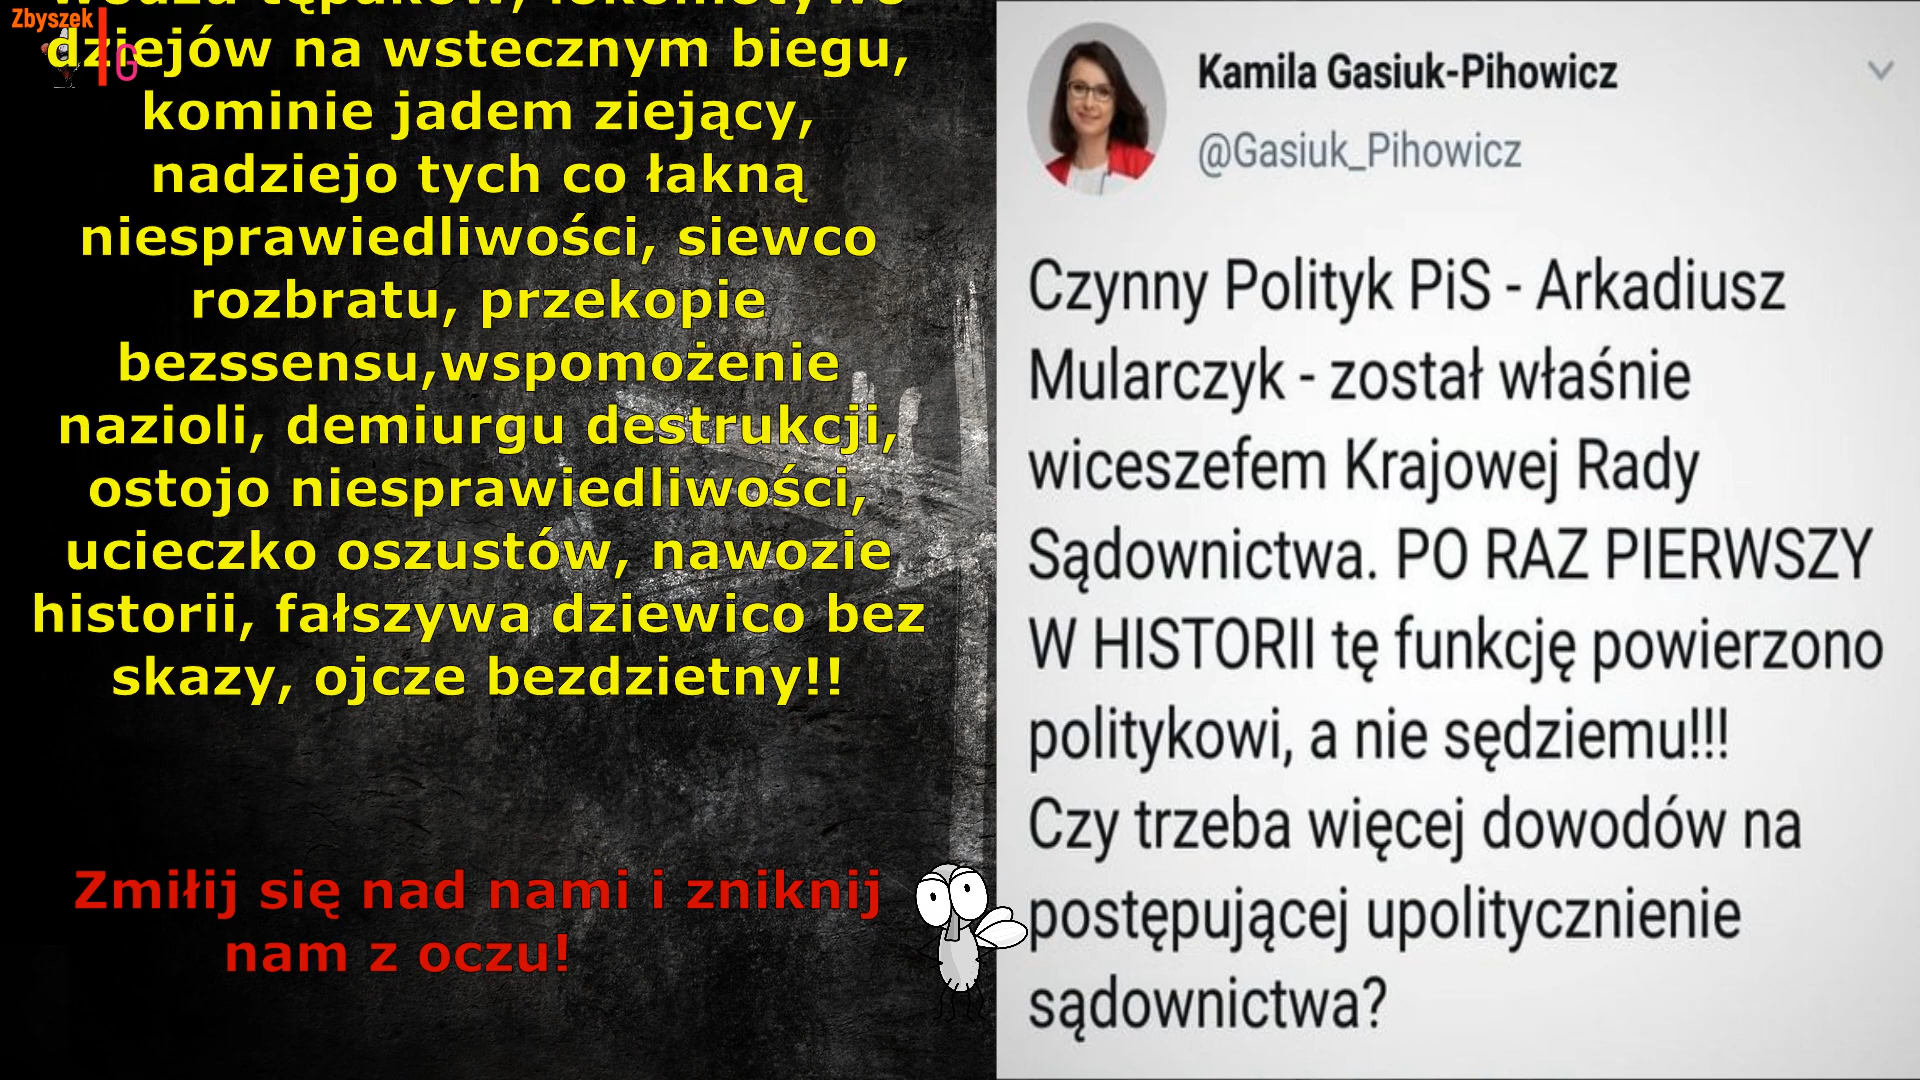 Zbyszek
G
wodzu tępaków, lokomotywo
dziejów na wstecznym biegu,
kominie jadem ziejący,
nadziejo tych co łakną
niesprawiedliwości, siewco
rozbratu, przekopie
bezssensu,wspomożenie
nazioli, demiurgu destrukcji,
ostojo niesprawiedliwości,
ucieczko oszustów, nawozie
historii, fałszywa dziewico bez
skazy, ojcze bezdzietny!!
Zmiłij się nad nami i zniknij
nam z oczu!
Kamila Gasiuk-Pihowicz
@Gasiuk_Pihowicz
Czynny Polityk PiS - Arkadiusz
Mularczyk - został właśnie
wiceszefem Krajowej Rady
Sądownictwa. PO RAZ PIERWSZY
W HISTORII tę funkcję powierzono
politykowi, a nie sędziemu!!!
Czy trzeba więcej dowodów na
postępującej upolitycznienie
sądownictwa?